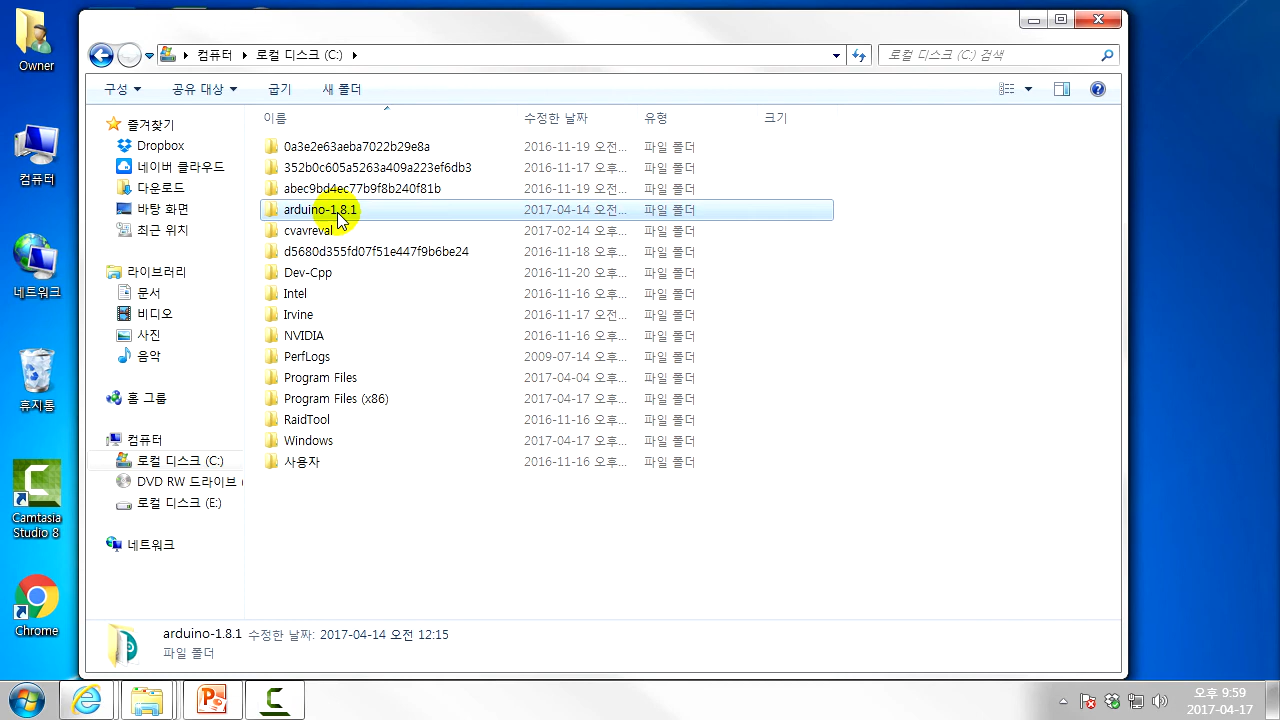 Owner
컴퓨터
네트워크
휴지통
Camtasia
Studio 8
Chrome
컴퓨터 로컬 디스크 (C:)
로컬 디스크 (C:) 검색
구성 공유 대상 굽기 새 폴더
즐겨찾기
Dropbox
네이버 클라우드
다운로드
바탕 화면
최근 위치
라이브러리
문서
비디오
사진
음악
홈 그룹
컴퓨터
로컬 디스크 (C:)
DVD RW 드라이브 (
로컬 디스크 (E:)
네트워크
이름 수정한 날짜 유형 크기
0a3e2e63aeba7022b29e8a 2016-11-19 오전... 파일 폴더
352b0c605a5263a409a223ef6db3 2016-11-17 오후... 파일 폴더
abec9bd4ec77b9f8b240f81b 2016-11-19 오전... 파일 폴더
arduino-1.8.1 2017-04-14 오전... 파일 폴더
cvavreval 2017-02-14 오후... 파일 폴더
d5680d355fd07f51e447f9b6be24 2016-11-18 오후... 파일 폴더
Dev-Cpp 2016-11-20 오후... 파일 폴더
Intel 2016-11-16 오후... 파일 폴더
Irvine 2016-11-17 오전... 파일 폴더
NVIDIA 2016-11-16 오후... 파일 폴더
PerfLogs 2009-07-14 오후... 파일 폴더
Program Files 2017-04-04 오후... 파일 폴더
Program Files (x86) 2017-04-17 오후... 파일 폴더
RaidTool 2016-11-16 오후... 파일 폴더
Windows 2017-04-17 오후... 파일 폴더
사용자 2016-11-16 오후... 파일 폴더
arduino-1.8.1 수정한 날짜: 2017-04-14 오전 12:15
파일 폴더
오후 9:59
2017-04-17